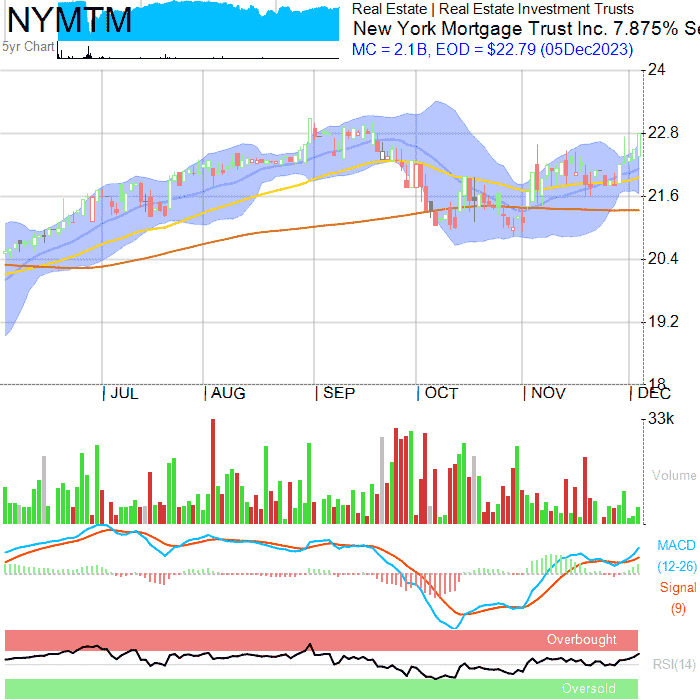 NYMTM
Real Estate | Real Estate Investment Trusts
New York Mortgage Trust Inc. 7.875% Se
5yr Chart
MC = 2.1B, EOD = $22.79 (05Dec2023)
24
22.8
21.6
20.4
19.2
18
JUL
AUG
SEP
OCT
NOV
DEC
33k
Volume
MACD
(12-26)
Signal
(9)
Overbought
RSI(14)
Oversold